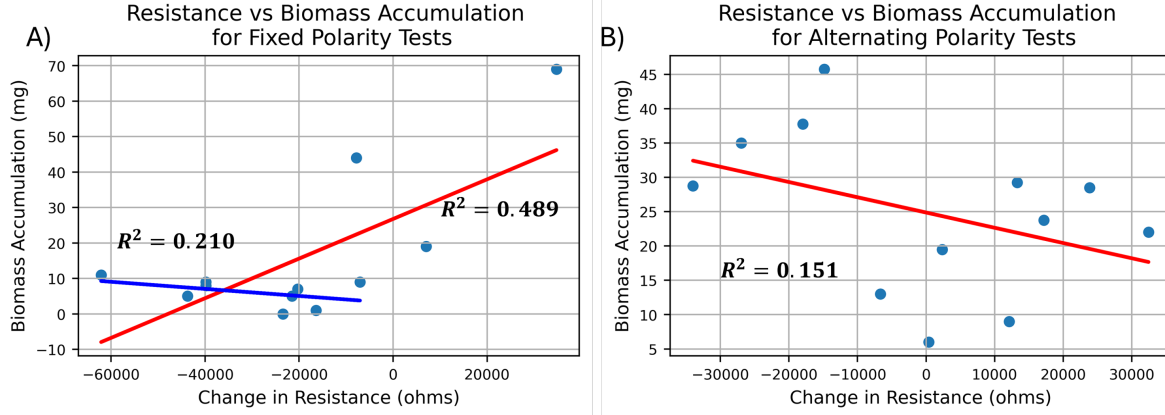 A)
Resistance vs Biomass Accumulation
for Fixed Polarity Tests
Biomass Accumulation (mg)
70
60
50
40
30
20
10
0
−10
R² = 0.489
R² = 0.210
−60000 −40000 −20000 0 20000
Change in Resistance (ohms)
B)
Resistance vs Biomass Accumulation
for Alternating Polarity Tests
Biomass Accumulation (mg)
45
40
35
30
25
20
15
10
5
R² = 0.151
−30000 −20000 −10000 0 10000 20000 30000
Change in Resistance (ohms)